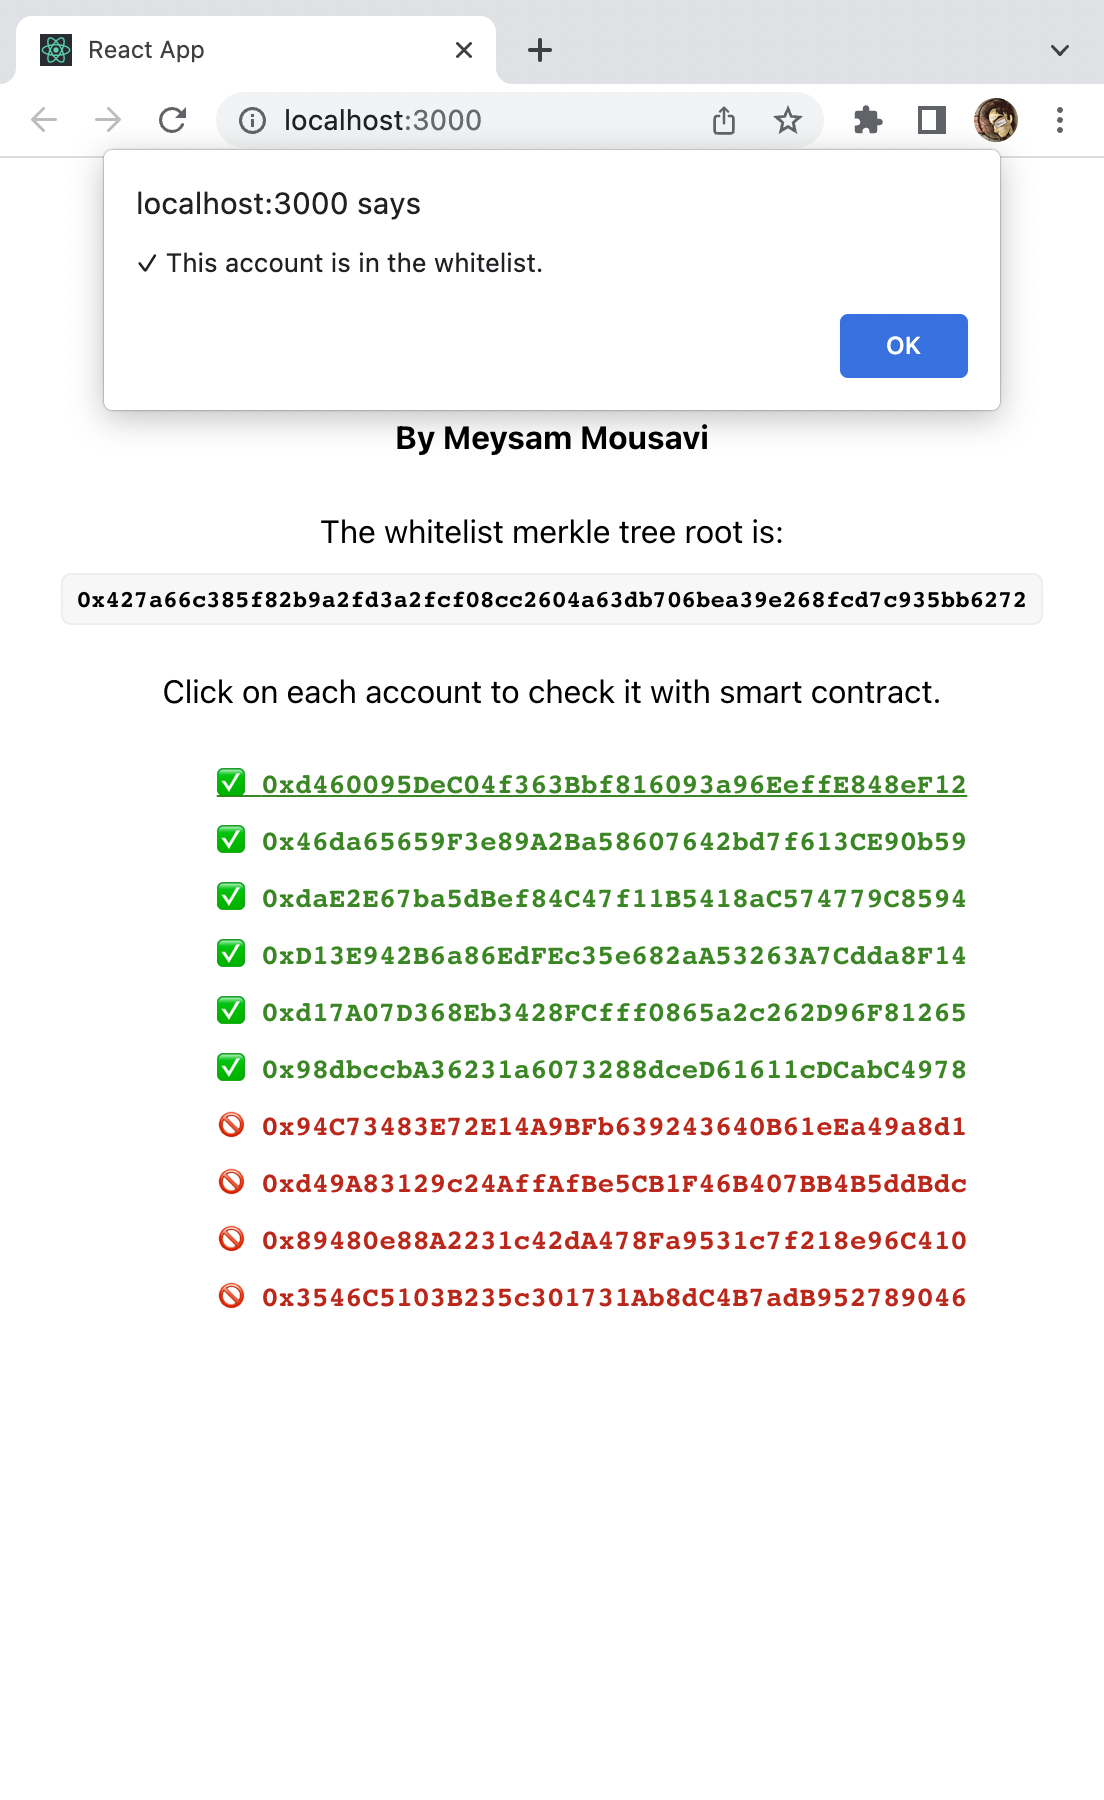 React App
localhost:3000
localhost:3000 says
✓ This account is in the whitelist.
OK
By Meysam Mousavi
The whitelist merkle tree root is:
0x427a66c385f82b9a2fd3a2fcf08cc2604a63db706bea39e268fcd7c935bb6272
Click on each account to check it with smart contract.
✅ 0xd460095DeC04f363Bbf816093a96EeffE848eF12
✅ 0x46da65659F3e89A2Ba58607642bd7f613CE90b59
✅ 0xdaE2E67ba5dBef84C47f11B5418aC574779C8594
✅ 0xD13E942B6a86EdFEc35e682aA53263A7Cdda8F14
✅ 0xd17A07D368Eb3428FCfff0865a2c262D96F81265
✅ 0x98dbccbA36231a6073288dceD61611cDCabC4978
🚫 0x94C73483E72E14A9BFb639243640B61eEa49a8d1
🚫 0xd49A83129c24AffAfBe5CB1F46B407BB4B5ddBdc
🚫 0x89480e88A2231c42dA478Fa9531c7f218e96C410
🚫 0x3546C5103B235c301731Ab8dC4B7adB952789046